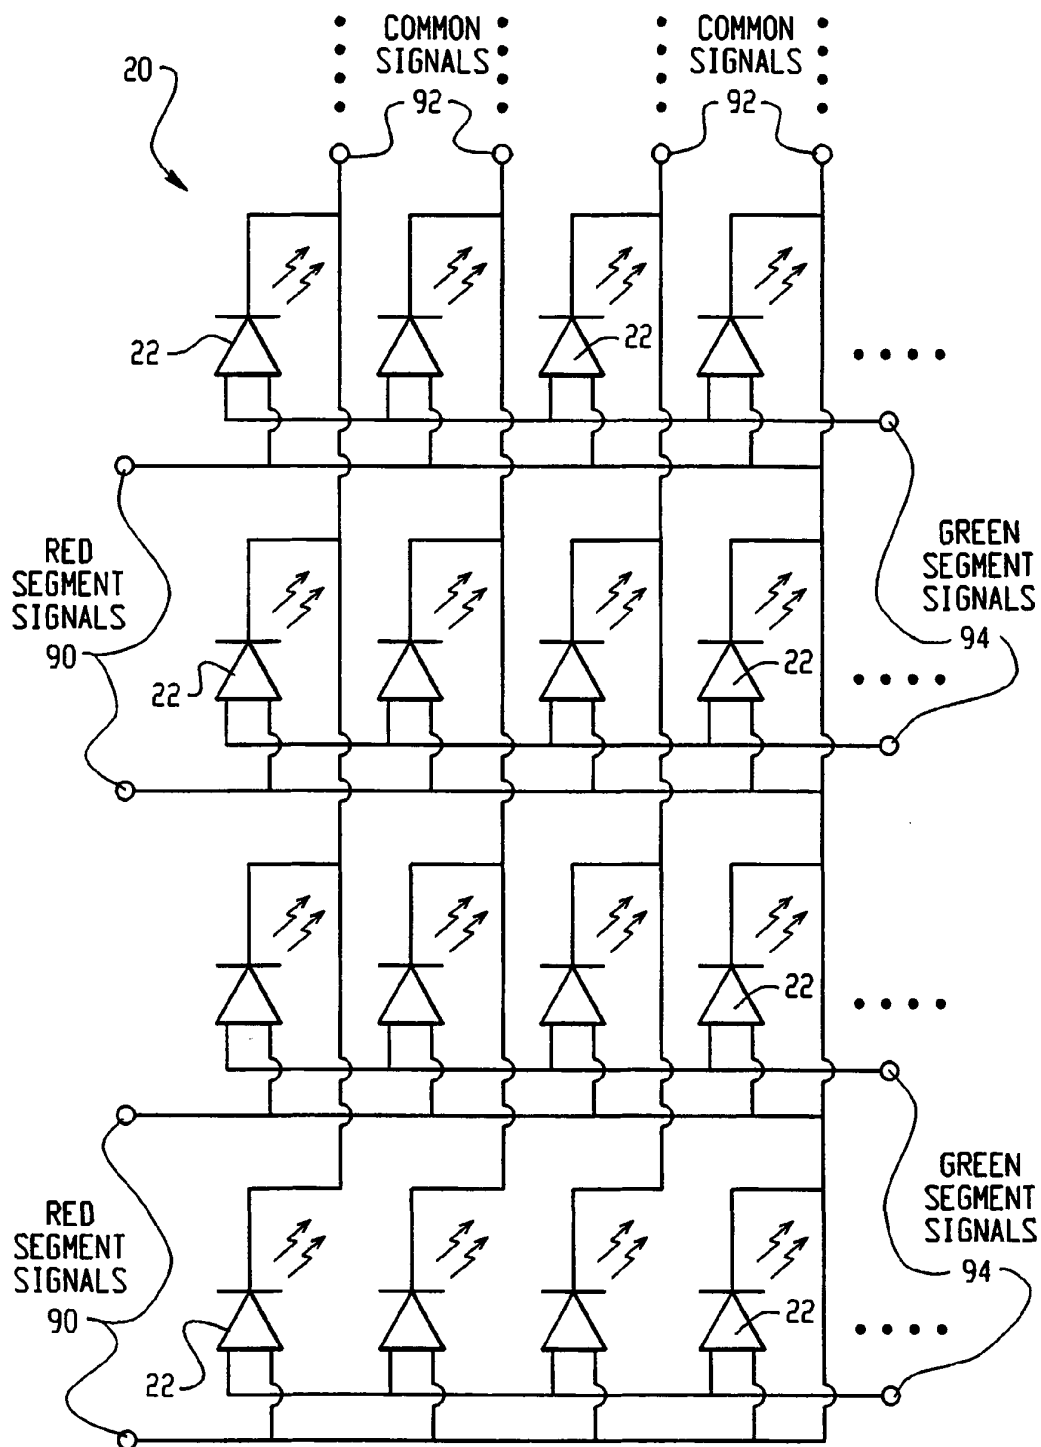 COMMON
SIGNALS
COMMON
SIGNALS
20
92
92
22
22
RED
SEGMENT
SIGNALS
90
GREEN
SEGMENT
SIGNALS
94
22
22
22
RED
SEGMENT
SIGNALS
90
GREEN
SEGMENT
SIGNALS
94
22
22